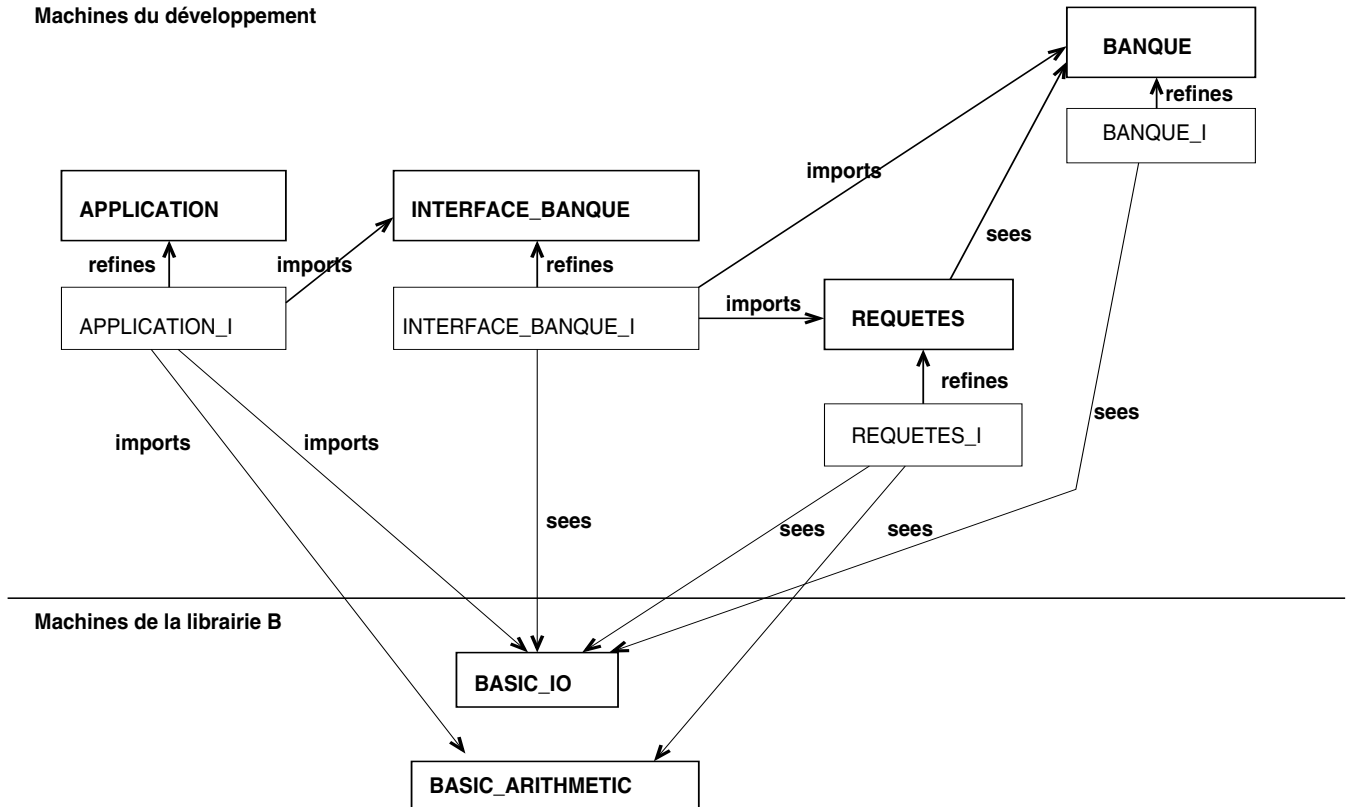 Machines du développement
BANQUE
refines
BANQUE_I
imports
APPLICATION
INTERFACE_BANQUE
sees
refines
imports
refines
APPLICATION_I
INTERFACE_BANQUE_I
imports
REQUETES
refines
sees
REQUETES_I
imports
imports
sees
sees
sees
Machines de la librairie B
BASIC_IO
BASIC_ARITHMETIC